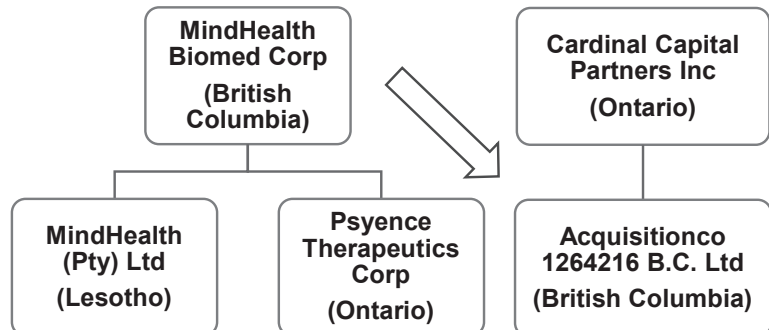 MindHealth
Biomed Corp
(British
Columbia)
Cardinal Capital
Partners Inc
(Ontario)
MindHealth
(Pty) Ltd
(Lesotho)
Psyence
Therapeutics
Corp
(Ontario)
Acquisitionco
1264216 B.C. Ltd
(British Columbia)